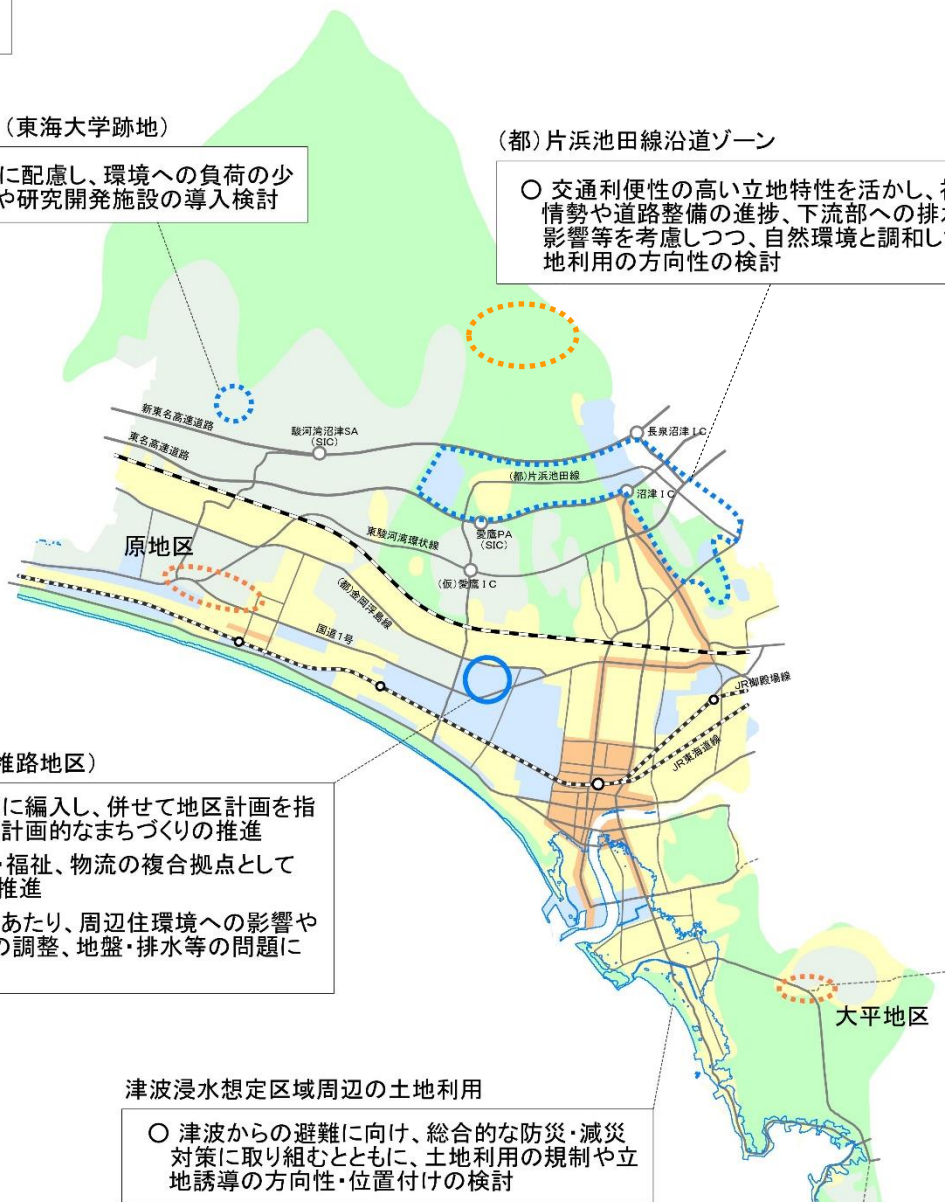 (東海大学跡地)
に配慮し、環境への負荷の少
や研究開発施設の導入検討
(都)片浜池田線沿道ゾーン
○ 交通利便性の高い立地特性を活かし、社
情勢や道路整備の進捗、下流部への排水
影響等を考慮しつつ、自然環境と調和し
地利用の方向性の検討
新東名高速道路
駿河湾沼津SA
(SIC)
長泉沼津IC
東名高速道路
(都)片浜池田線
沼津IC
愛鷹PA
(SIC)
東駿河湾環状線
原地区
(仮)愛鷹IC
(都)金岡浮島線
国道1号
JR御殿場線
JR東海道線
椎路地区)
に編入し、併せて地区計画を指
計画的なまちづくりの推進
・福祉、物流の複合拠点として
推進
あたり、周辺住環境への影響や
の調整、地盤・排水等の問題に
大平地区
津波浸水想定区域周辺の土地利用
○ 津波からの避難に向け、総合的な防災・減災
対策に取り組むとともに、土地利用の規制や立
地誘導の方向性・位置付けの検討